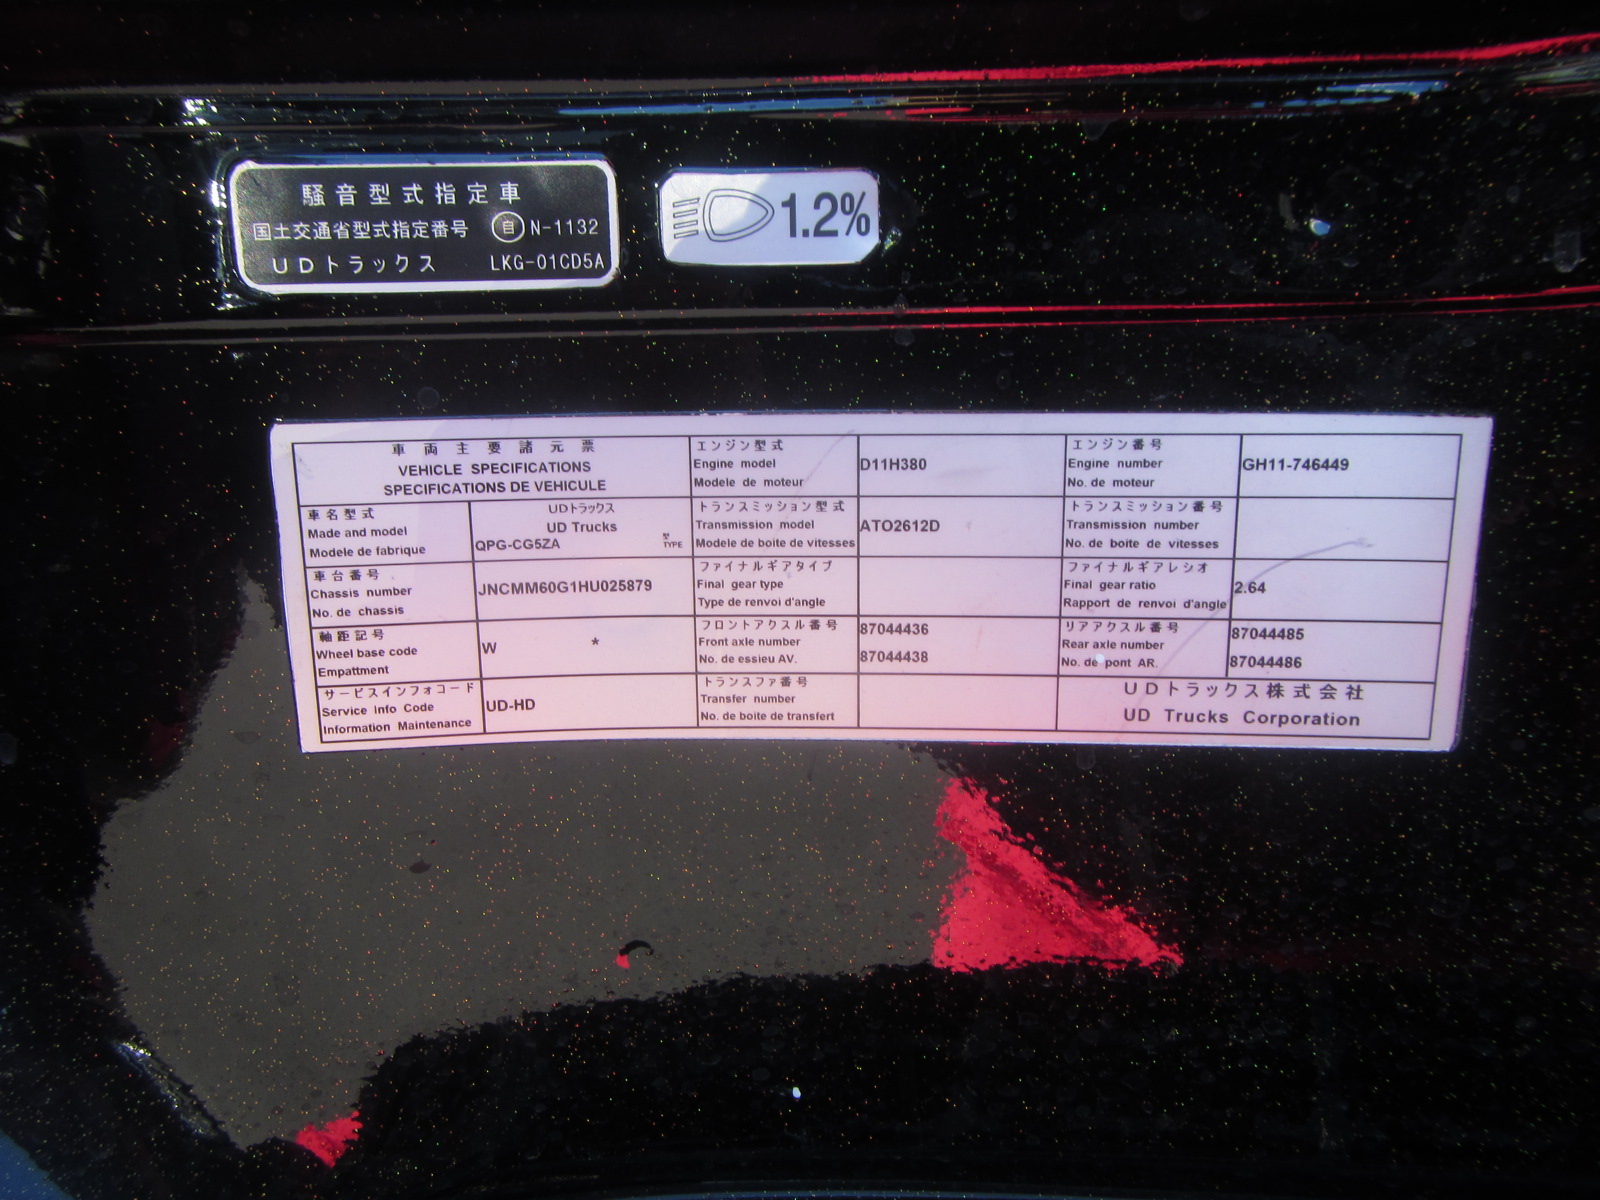 騒音型式指定車
国土交通省型式指定番号 自 N-1132
UDトラックス LKG-01CD5A
1.2%
車両主要諸元票
VEHICLE SPECIFICATIONS
SPECIFICATIONS DE VEHICULE
エンジン型式
Engine model
Modele de moteur
D11H380
エンジン番号
Engine number
No. de moteur
GH11-746449
車名型式
Made and model
Modele de fabrique
UDトラックス
UD Trucks
QPG-CG5ZA
型
TYPE
トランスミッション型式
Transmission model
Modele de boite de vitesses
ATO2612D
トランスミッション番号
Transmission number
No. de boite de vitesses
車台番号
Chassis number
No. de chassis
JNCMM60G1HU025879
ファイナルギアタイプ
Final gear type
Type de renvoi d'angle
ファイナルギアレシオ
Final gear ratio
Rapport de renvoi d'angle
2.64
軸距記号
Wheel base code
Empattment
W *
フロントアクスル番号
Front axle number
No. de essieu AV.
87044436
87044438
リアアクスル番号
Rear axle number
No. de pont AR.
87044485
87044486
サービスインフォコード
Service Info Code
Information Maintenance
UD-HD
トランスファ番号
Transfer number
No. de boite de transfert
UDトラックス株式会社
UD Trucks Corporation